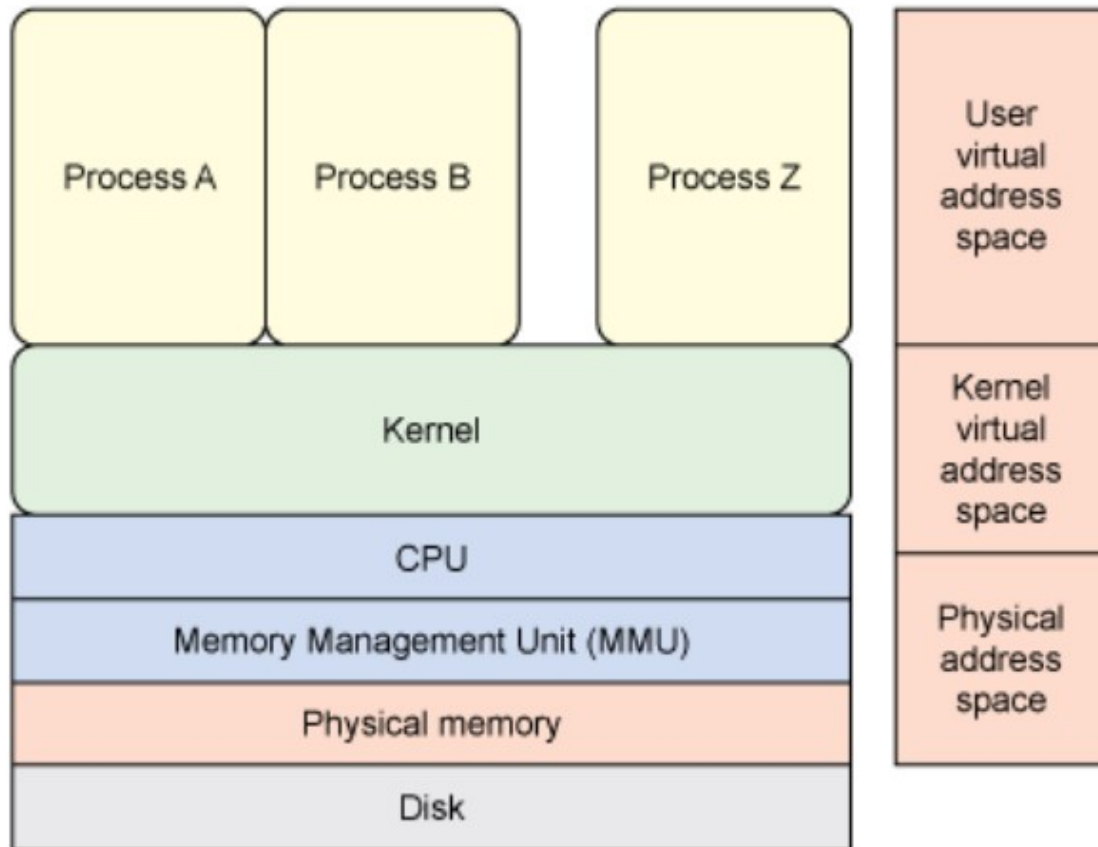 Process A
Process B
Process Z
User
virtual
address
space
Kernel
Kernel
virtual
address
space
CPU
Memory Management Unit (MMU)
Physical
address
space
Physical memory
Disk